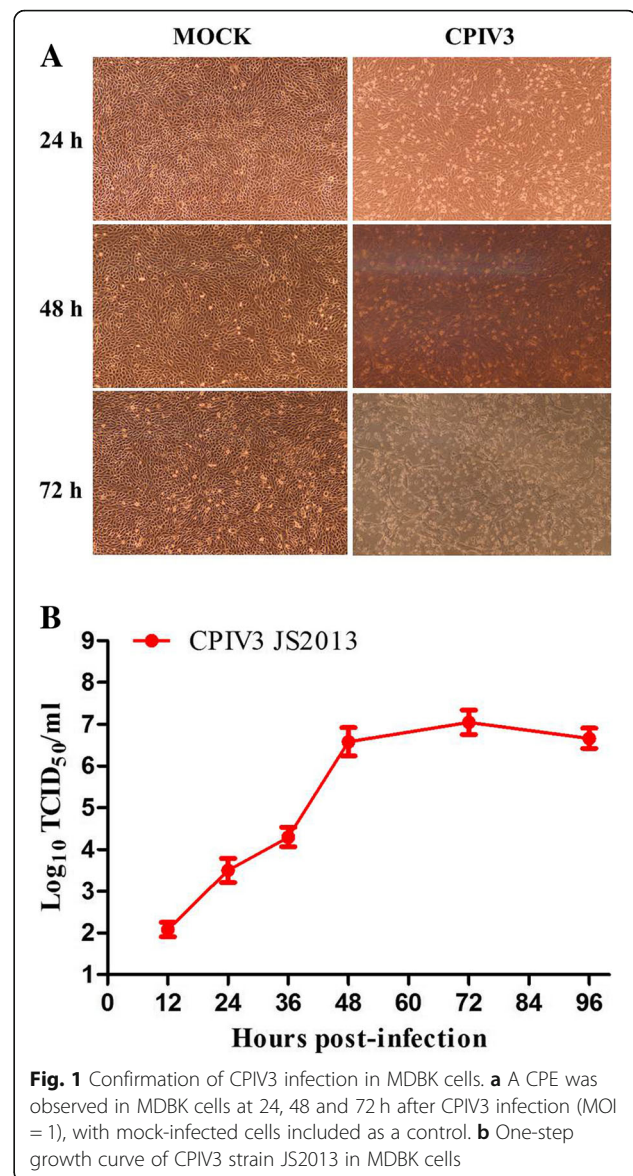 MOCK CPIV3
A
24 h
48 h
72 h
B
CPIV3 JS2013
9
8
7
6
5
4
3
2
1
Log₁₀ TCID₅₀/ml
0 12 24 36 48 60 72 84 96
Hours post-infection
Fig. 1 Confirmation of CPIV3 infection in MDBK cells. a A CPE was
observed in MDBK cells at 24, 48 and 72 h after CPIV3 infection (MOI
= 1), with mock-infected cells included as a control. b One-step
growth curve of CPIV3 strain JS2013 in MDBK cells